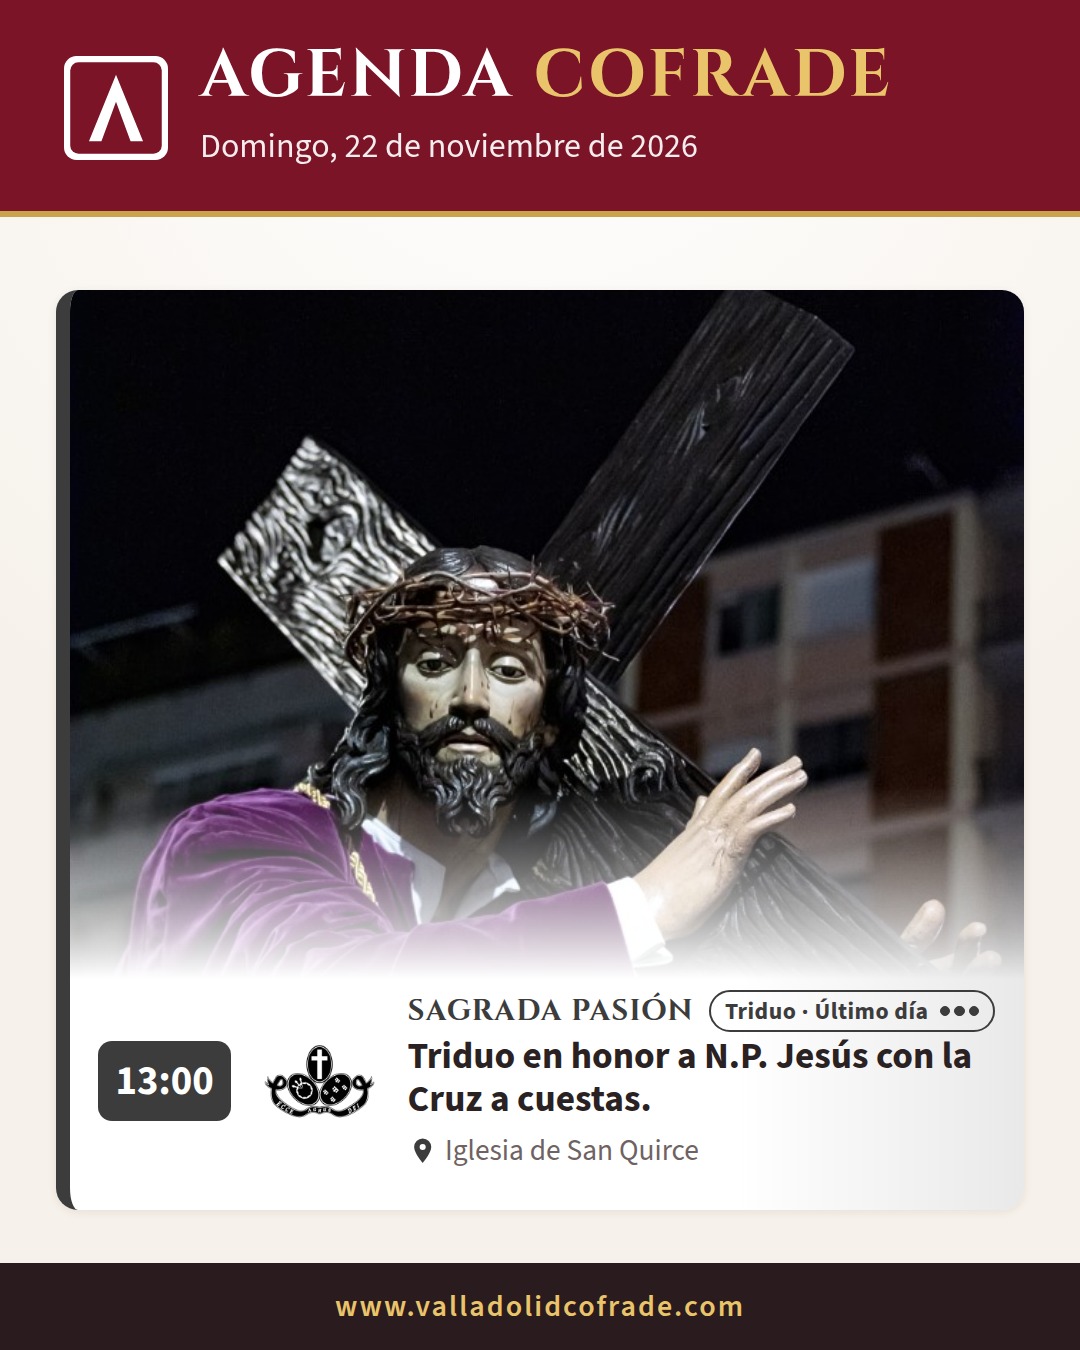 AGENDA COFRADE
Domingo, 22 de noviembre de 2026
SAGRADA PASIÓN
Triduo · Último día
13:00
Triduo en honor a N.P. Jesús con la
Cruz a cuestas.
Iglesia de San Quirce
www.valladolidcofrade.com